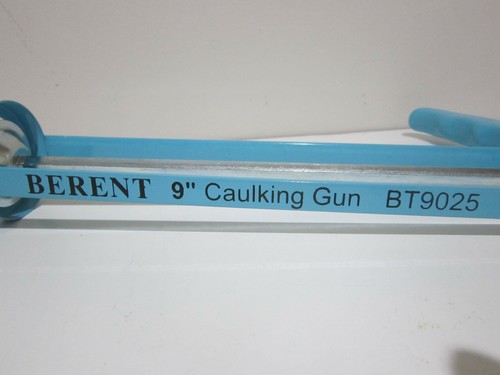 BERENT 9" Caulking Gun BT9025